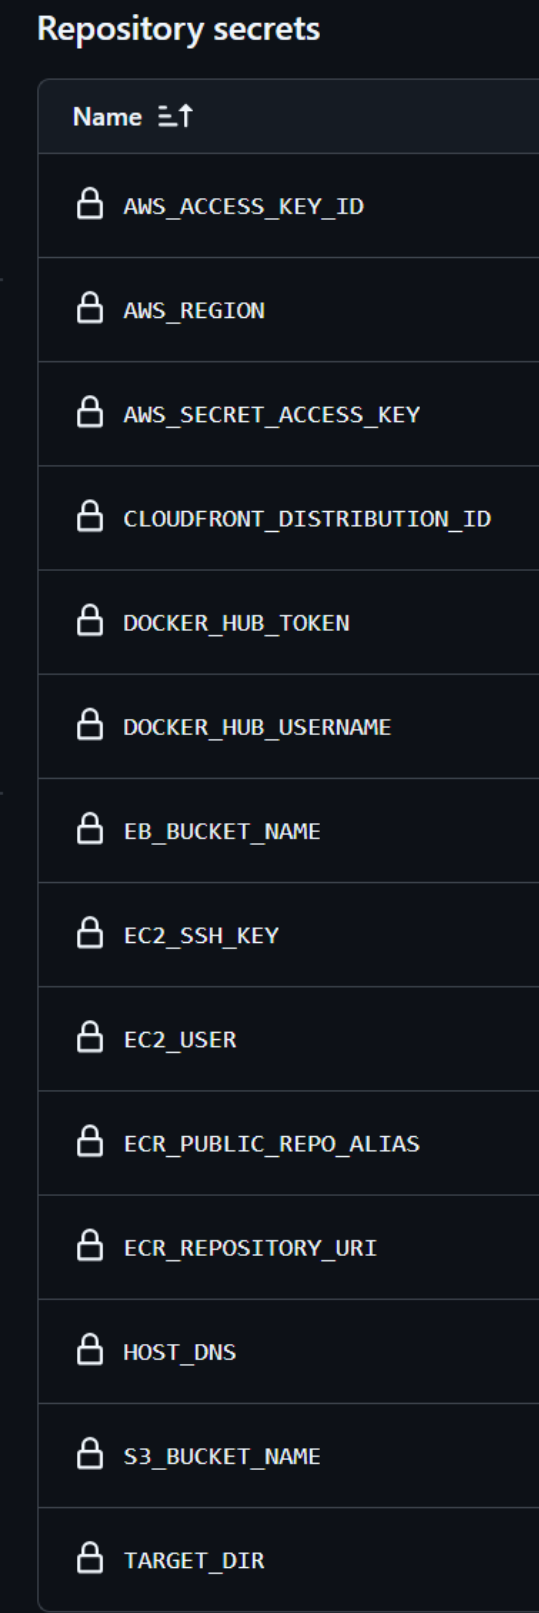 Repository secrets
Name
AWS_ACCESS_KEY_ID
AWS_REGION
AWS_SECRET_ACCESS_KEY
CLOUDFRONT_DISTRIBUTION_ID
DOCKER_HUB_TOKEN
DOCKER_HUB_USERNAME
EB_BUCKET_NAME
EC2_SSH_KEY
EC2_USER
ECR_PUBLIC_REPO_ALIAS
ECR_REPOSITORY_URI
HOST_DNS
S3_BUCKET_NAME
TARGET_DIR